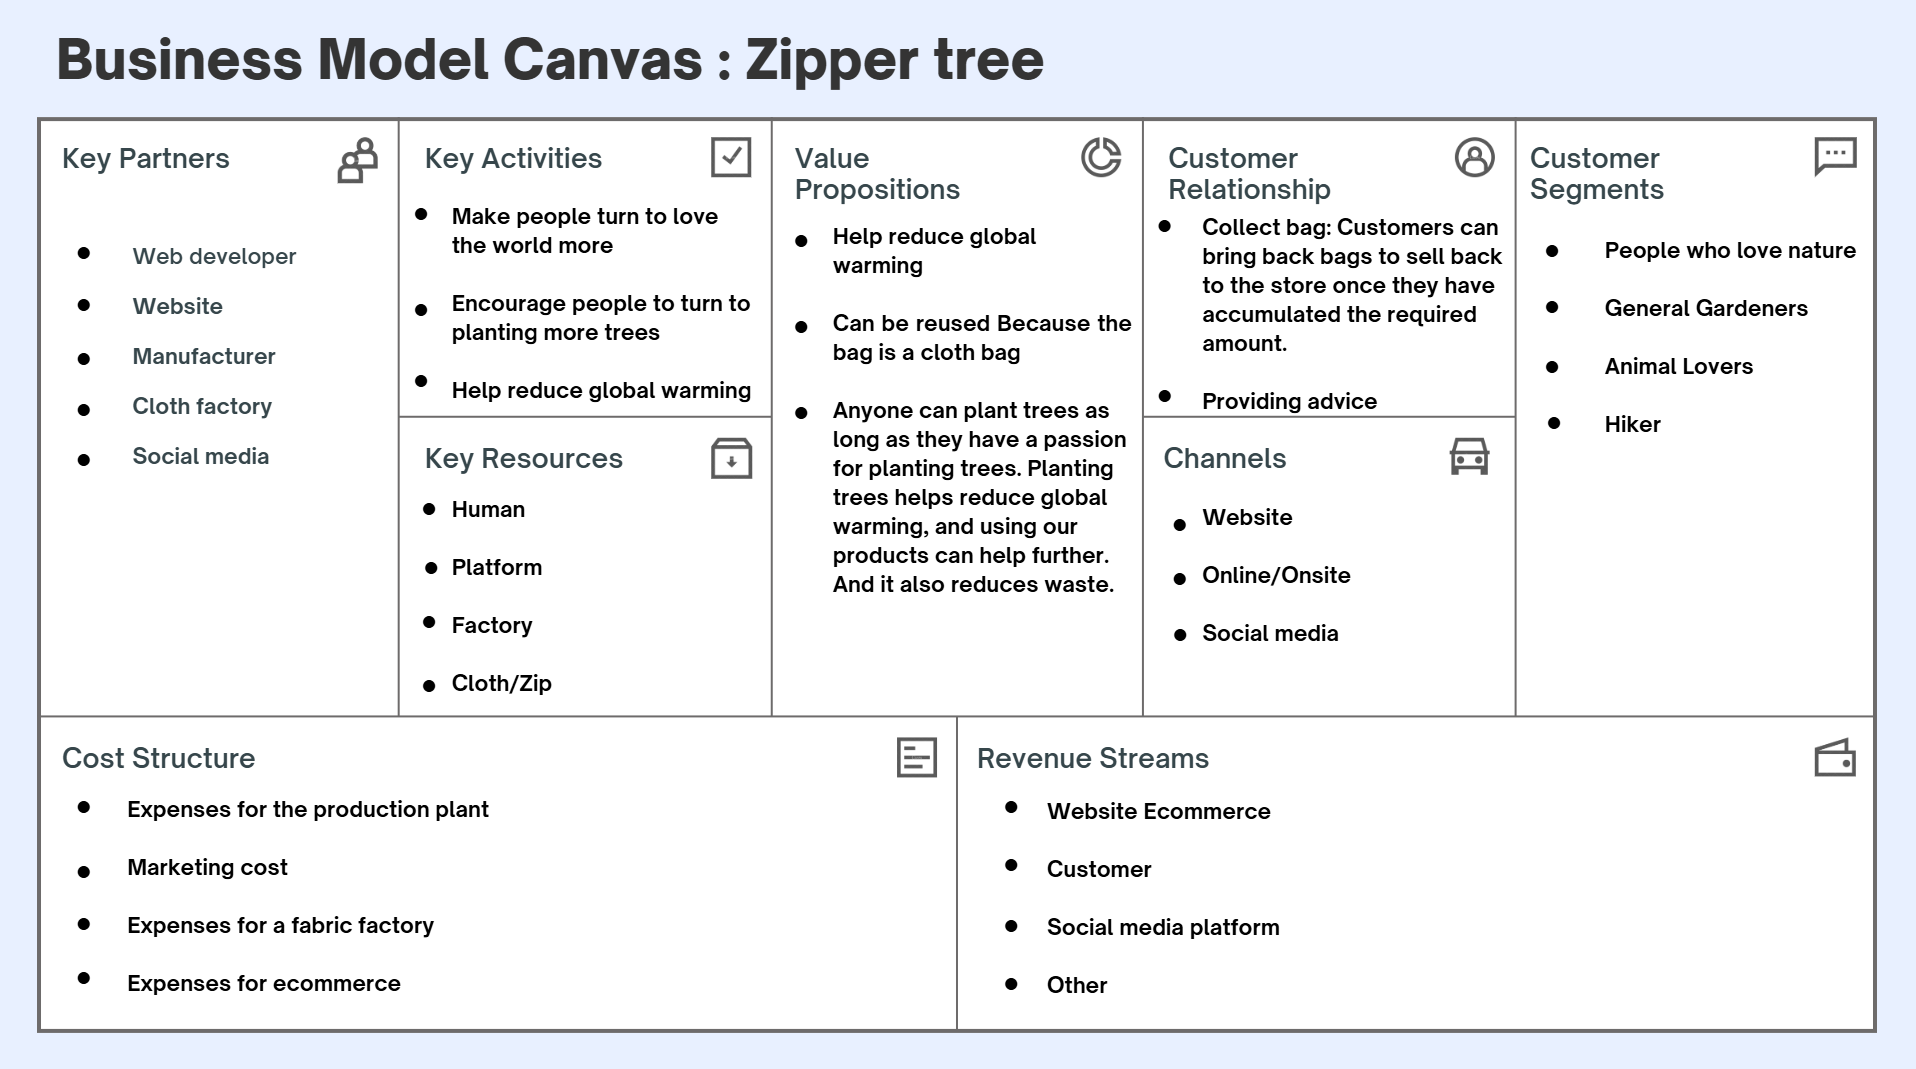 Business Model Canvas : Zipper tree
Key Partners
Web developer
Website
Manufacturer
Cloth factory
Social media
Key Activities
Make people turn to love
the world more
Encourage people to turn to
planting more trees
Help reduce global warming
Key Resources
Human
Platform
Factory
Cloth/Zip
Value
Propositions
Help reduce global
warming
Can be reused Because the
bag is a cloth bag
Anyone can plant trees as
long as they have a passion
for planting trees. Planting
trees helps reduce global
warming, and using our
products can help further.
And it also reduces waste.
Customer
Relationship
Collect bag: Customers can
bring back bags to sell back
to the store once they have
accumulated the required
amount.
Providing advice
Channels
Website
Online/Onsite
Social media
Customer
Segments
People who love nature
General Gardeners
Animal Lovers
Hiker
Cost Structure
Expenses for the production plant
Marketing cost
Expenses for a fabric factory
Expenses for ecommerce
Revenue Streams
Website Ecommerce
Customer
Social media platform
Other